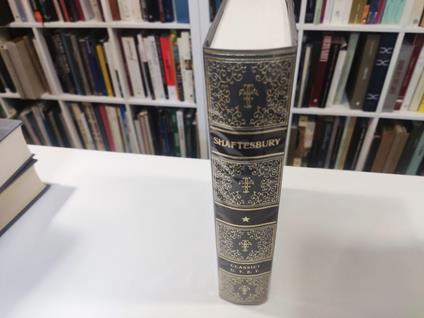 SHAFTESBURY
CLASSICI
U. T. E. T.